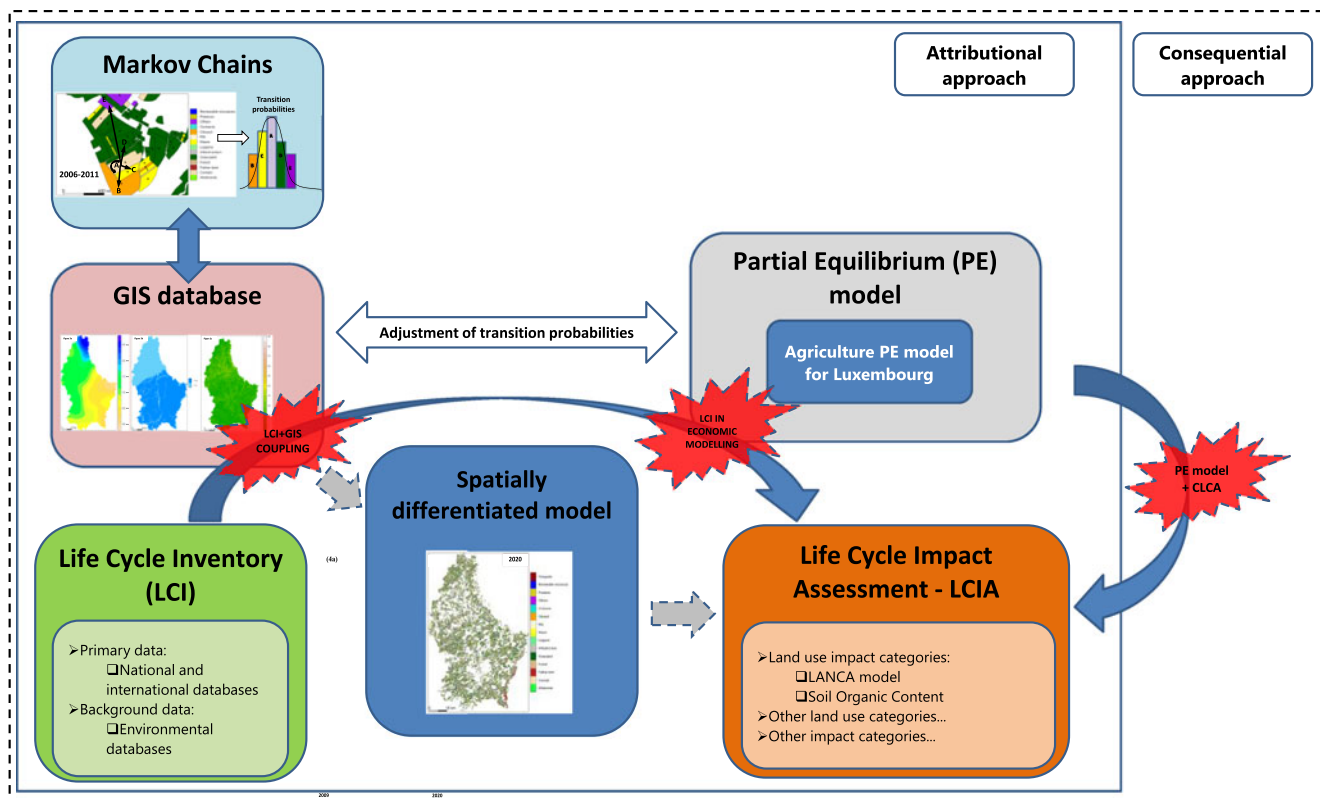 Markov Chains
Transition
probabilities
2006-2011
A
B
C
D
E
Attributional
approach
Consequential
approach
GIS database
Adjustment of transition probabilities
Partial Equilibrium (PE)
model
Agriculture PE model
for Luxembourg
LCI+GIS
COUPLING
LCI IN
ECONOMIC
MODELLING
PE model
+ CLCA
Spatially
differentiated model
2020
Life Cycle Inventory
(LCI)
➢Primary data:
❑National and
international databases
➢Background data:
❑Environmental
databases
(4a)
Life Cycle Impact
Assessment - LCIA
➢Land use impact categories:
❑LANCA model
❑Soil Organic Content
➢Other land use categories...
➢Other impact categories...
2009
2020